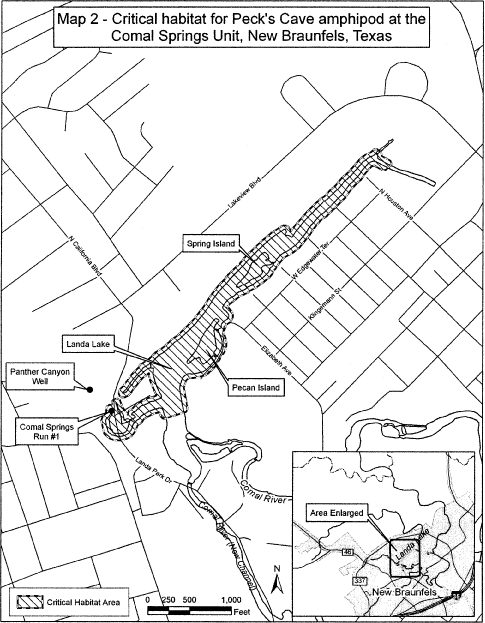 Map 2 - Critical habitat for Peck's Cave amphipod at the
Comal Springs Unit, New Braunfels, Texas
Lakeview Blvd
N Houston Ave
N California Blvd
Spring Island
W Edgewater Ter
Klingemann St
Landa Lake
Elizabeth Ave
Panther Canyon
Well
Pecan Island
Comal Springs
Run #1
Landa Park Dr
Comal River
Comal River (New Channel)
Area Enlarged
Landa Lake
46
337
New Braunfels
35
N
Critical Habitat Area
0 250 500 1,000
Feet